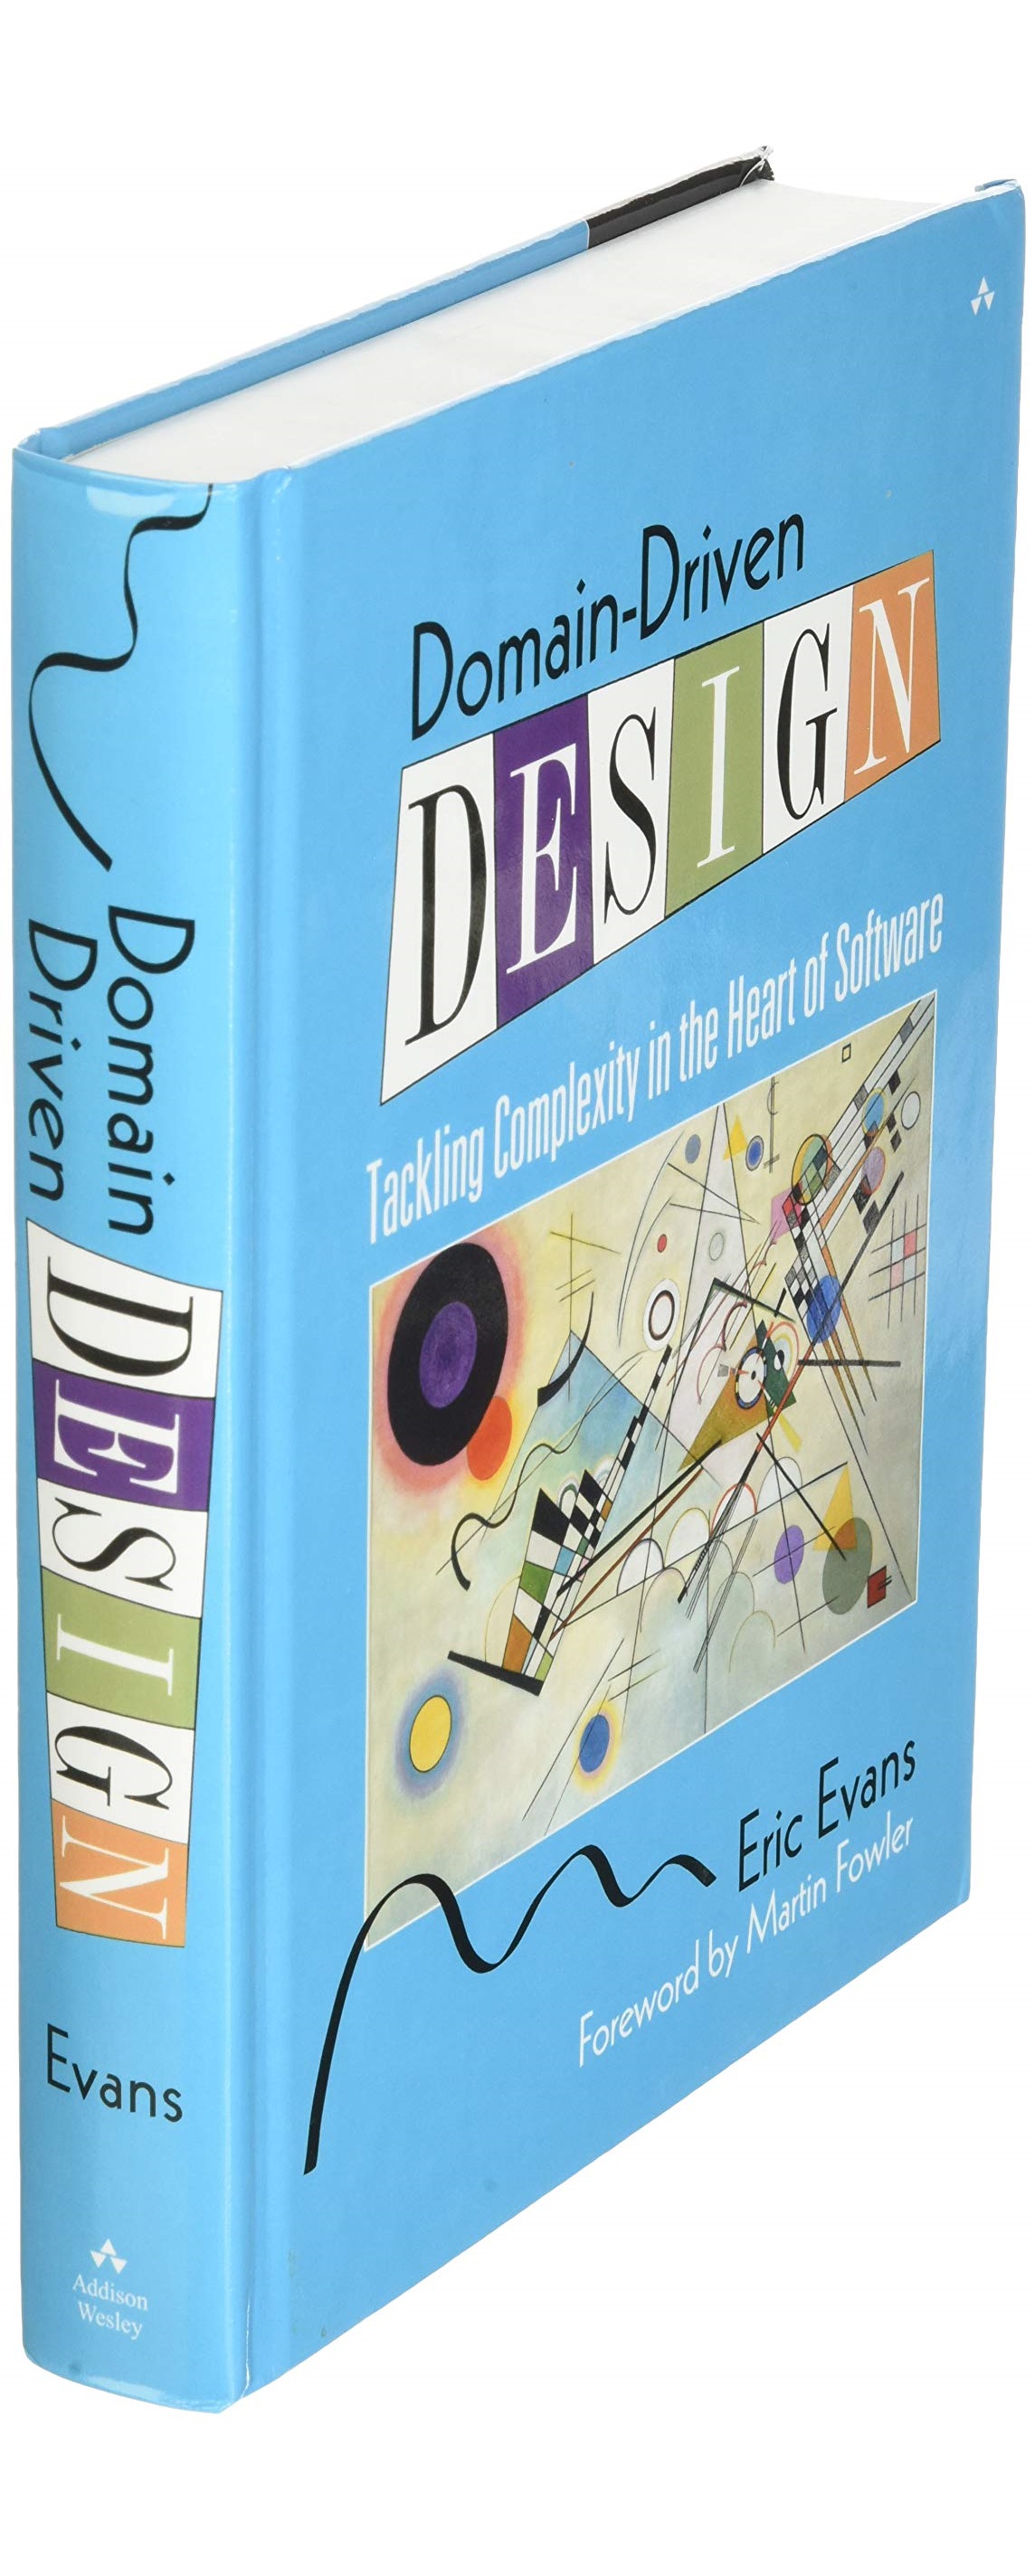 Domain-Driven
DESIGN
Tackling Complexity in the Heart of Software
Eric Evans
Foreword by Martin Fowler
Domain
Driven
DESIGN
Evans
Addison
Wesley